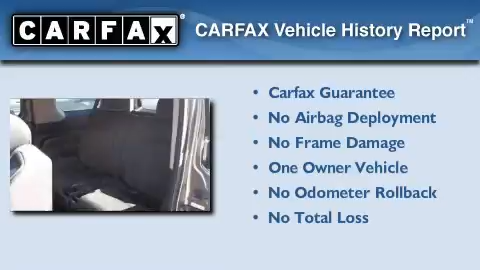 CARFAX® CARFAX Vehicle History Report™
• Carfax Guarantee
• No Airbag Deployment
• No Frame Damage
• One Owner Vehicle
• No Odometer Rollback
• No Total Loss